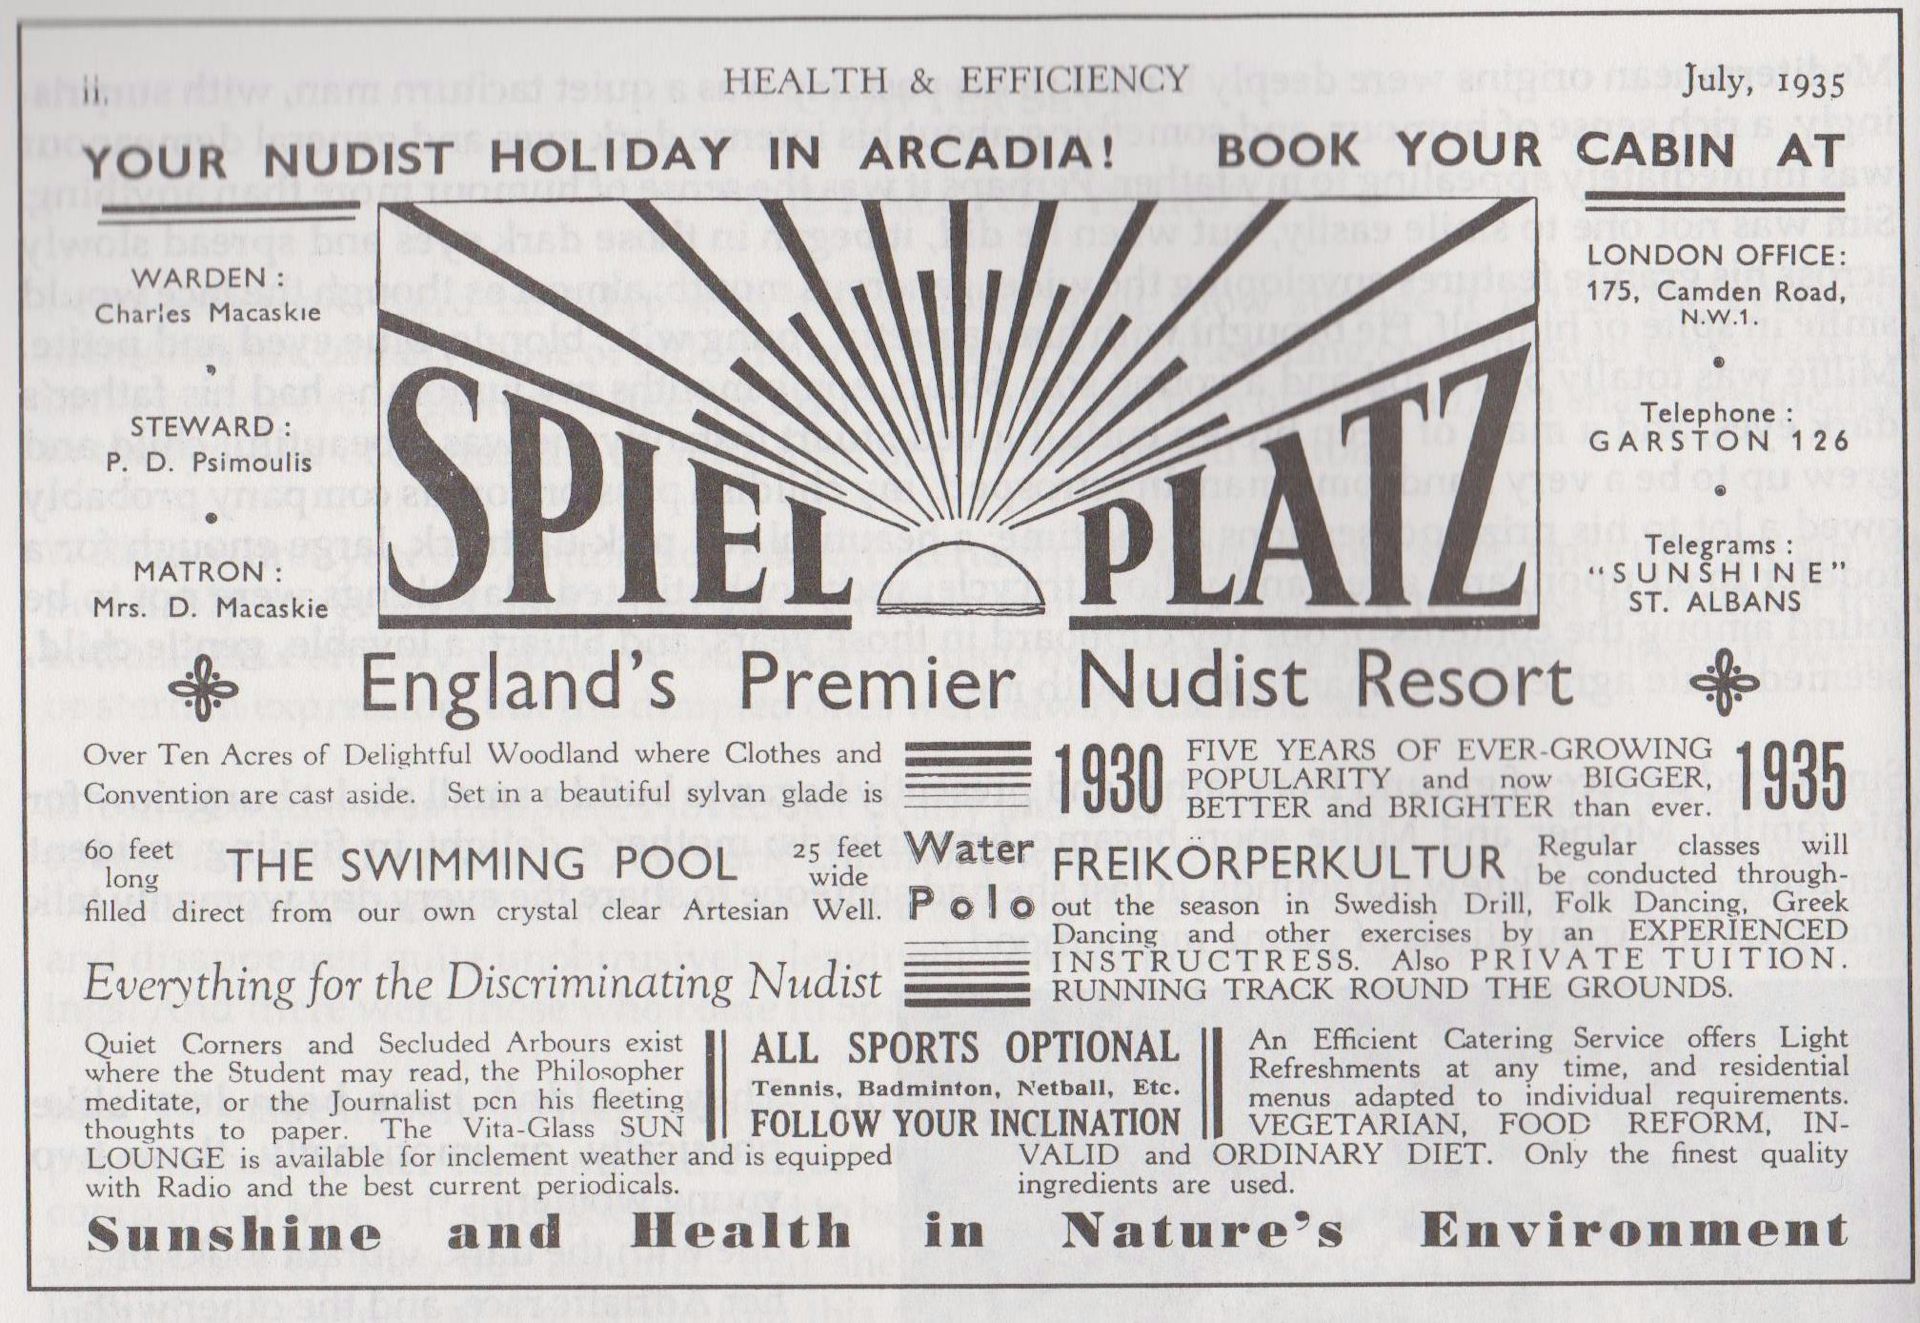 ii.
HEALTH & EFFICIENCY
July, 1935
YOUR NUDIST HOLIDAY IN ARCADIA! BOOK YOUR CABIN AT
WARDEN :
Charles Macaskie
STEWARD :
P. D. Psimoulis
MATRON :
Mrs. D. Macaskie
SPIEL PLATZ
LONDON OFFICE:
175, Camden Road,
N.W.1.
Telephone :
GARSTON 126
Telegrams :
"SUNSHINE"
ST. ALBANS
England's Premier Nudist Resort
Over Ten Acres of Delightful Woodland where Clothes and
Convention are cast aside. Set in a beautiful sylvan glade is
60 feet
long
THE SWIMMING POOL
25 feet
wide
filled direct from our own crystal clear Artesian Well.
Everything for the Discriminating Nudist
Water
Polo
1930
FIVE YEARS OF EVER-GROWING
POPULARITY and now BIGGER,
BETTER and BRIGHTER than ever.
1935
FREIKÖRPERKULTUR
Regular classes will
be conducted through-
out the season in Swedish Drill, Folk Dancing, Greek
Dancing and other exercises by an EXPERIENCED
INSTRUCTRESS. Also PRIVATE TUITION.
RUNNING TRACK ROUND THE GROUNDS.
Quiet Corners and Secluded Arbours exist
where the Student may read, the Philosopher
meditate, or the Journalist pen his fleeting
thoughts to paper. The Vita-Glass SUN
LOUNGE is available for inclement weather and is equipped
with Radio and the best current periodicals.
ALL SPORTS OPTIONAL
Tennis, Badminton, Netball, Etc.
FOLLOW YOUR INCLINATION
An Efficient Catering Service offers Light
Refreshments at any time, and residential
menus adapted to individual requirements.
VEGETARIAN, FOOD REFORM, IN-
VALID and ORDINARY DIET. Only the finest quality
ingredients are used.
Sunshine and Health in Nature's Environment